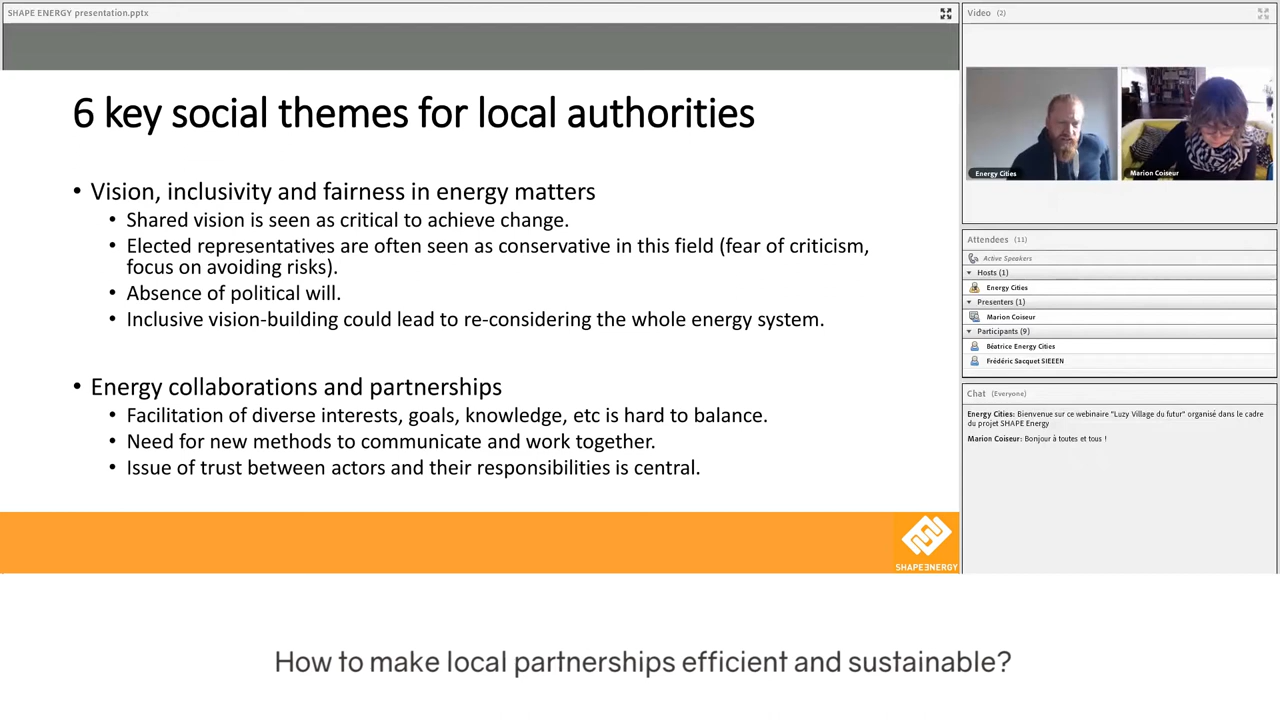 SHAPE ENERGY presentation.pptx
6 key social themes for local authorities
• Vision, inclusivity and fairness in energy matters
• Shared vision is seen as critical to achieve change.
• Elected representatives are often seen as conservative in this field (fear of criticism,
focus on avoiding risks).
• Absence of political will.
• Inclusive vision-building could lead to re-considering the whole energy system.
• Energy collaborations and partnerships
• Facilitation of diverse interests, goals, knowledge, etc is hard to balance.
• Need for new methods to communicate and work together.
• Issue of trust between actors and their responsibilities is central.
SHAPEƎNERGY
Video (2)
Energy Cities
Marion Coiseur
Attendees (11)
Active Speakers
Hosts (1)
Energy Cities
Presenters (1)
Marion Coiseur
Participants (9)
Béatrice Energy Cities
Frédéric Sacquet SIEEEN
Chat (Everyone)
Energy Cities: Bienvenue sur ce webinaire "Luzy Village du futur" organisé dans le cadre
du projet SHAPE Energy
Marion Coiseur: Bonjour à toutes et tous !
How to make local partnerships efficient and sustainable?